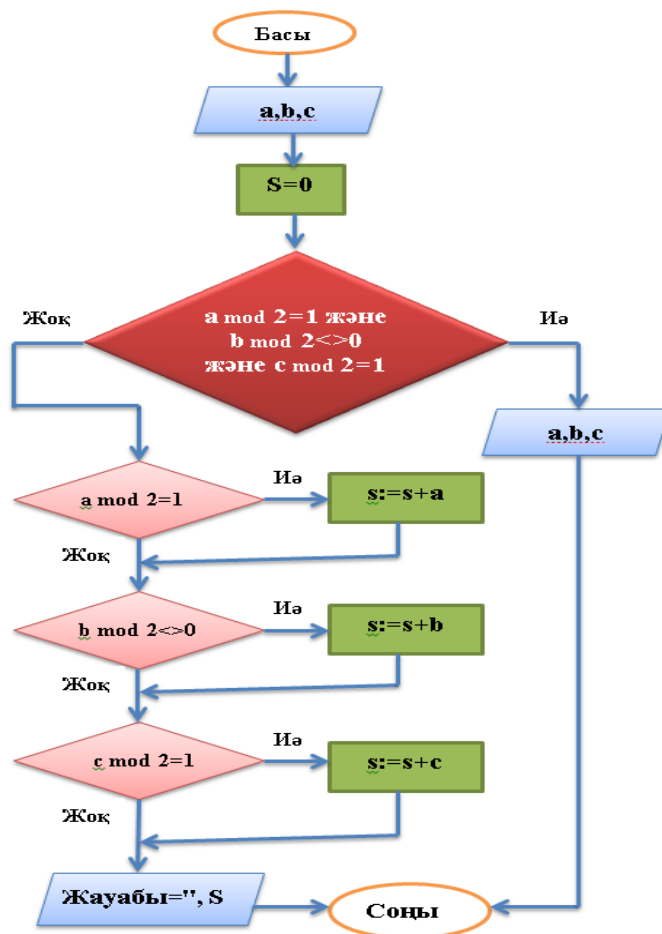 Басы
a,b,c
S=0
Жоқ
a mod 2=1 және
b mod 2<>0
және c mod 2=1
Иә
a,b,c
a mod 2=1
Иә
s:=s+a
Жоқ
b mod 2<>0
Иә
s:=s+b
Жоқ
c mod 2=1
Иә
s:=s+c
Жоқ
Жауабы=", S
Соңы